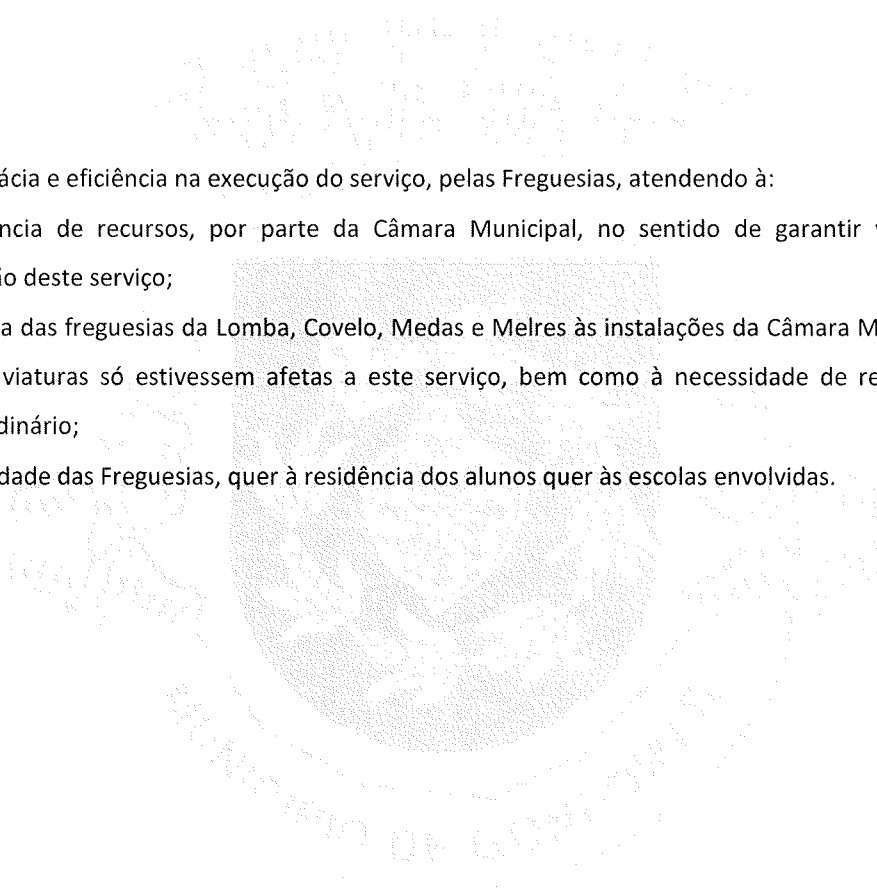 ácia e eficiência na execução do serviço, pelas Freguesias, atendendo à:
ncia de recursos, por parte da Câmara Municipal, no sentido de garantir v
io deste serviço;
a das freguesias da Lomba, Covelo, Medas e Melres às instalações da Câmara M
viaturas só estivessem afetas a este serviço, bem como à necessidade de re
dinário;
dade das Freguesias, quer à residência dos alunos quer às escolas envolvidas.
MUNICÍPIO DE GONDOMAR